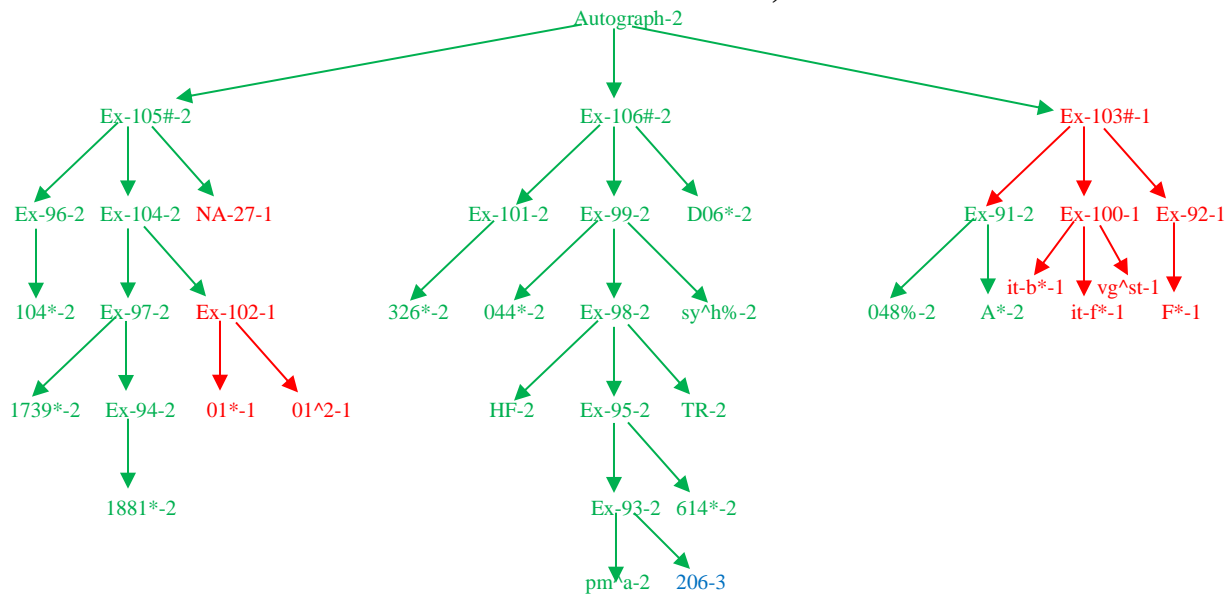 Autograph-2
Ex-105#-2 Ex-106#-2 Ex-103#-1
Ex-96-2 Ex-104-2 NA-27-1 Ex-101-2 Ex-99-2 D06*-2 Ex-91-2 Ex-100-1 Ex-92-1
it-b*-1 vg^st-1
104*-2 Ex-97-2 Ex-102-1 326*-2 044*-2 Ex-98-2 sy^h%-2 048%-2 A*-2 it-f*-1 F*-1
1739*-2 Ex-94-2 01*-1 01^2-1 HF-2 Ex-95-2 TR-2
1881*-2 Ex-93-2 614*-2
pm^a-2 206-3